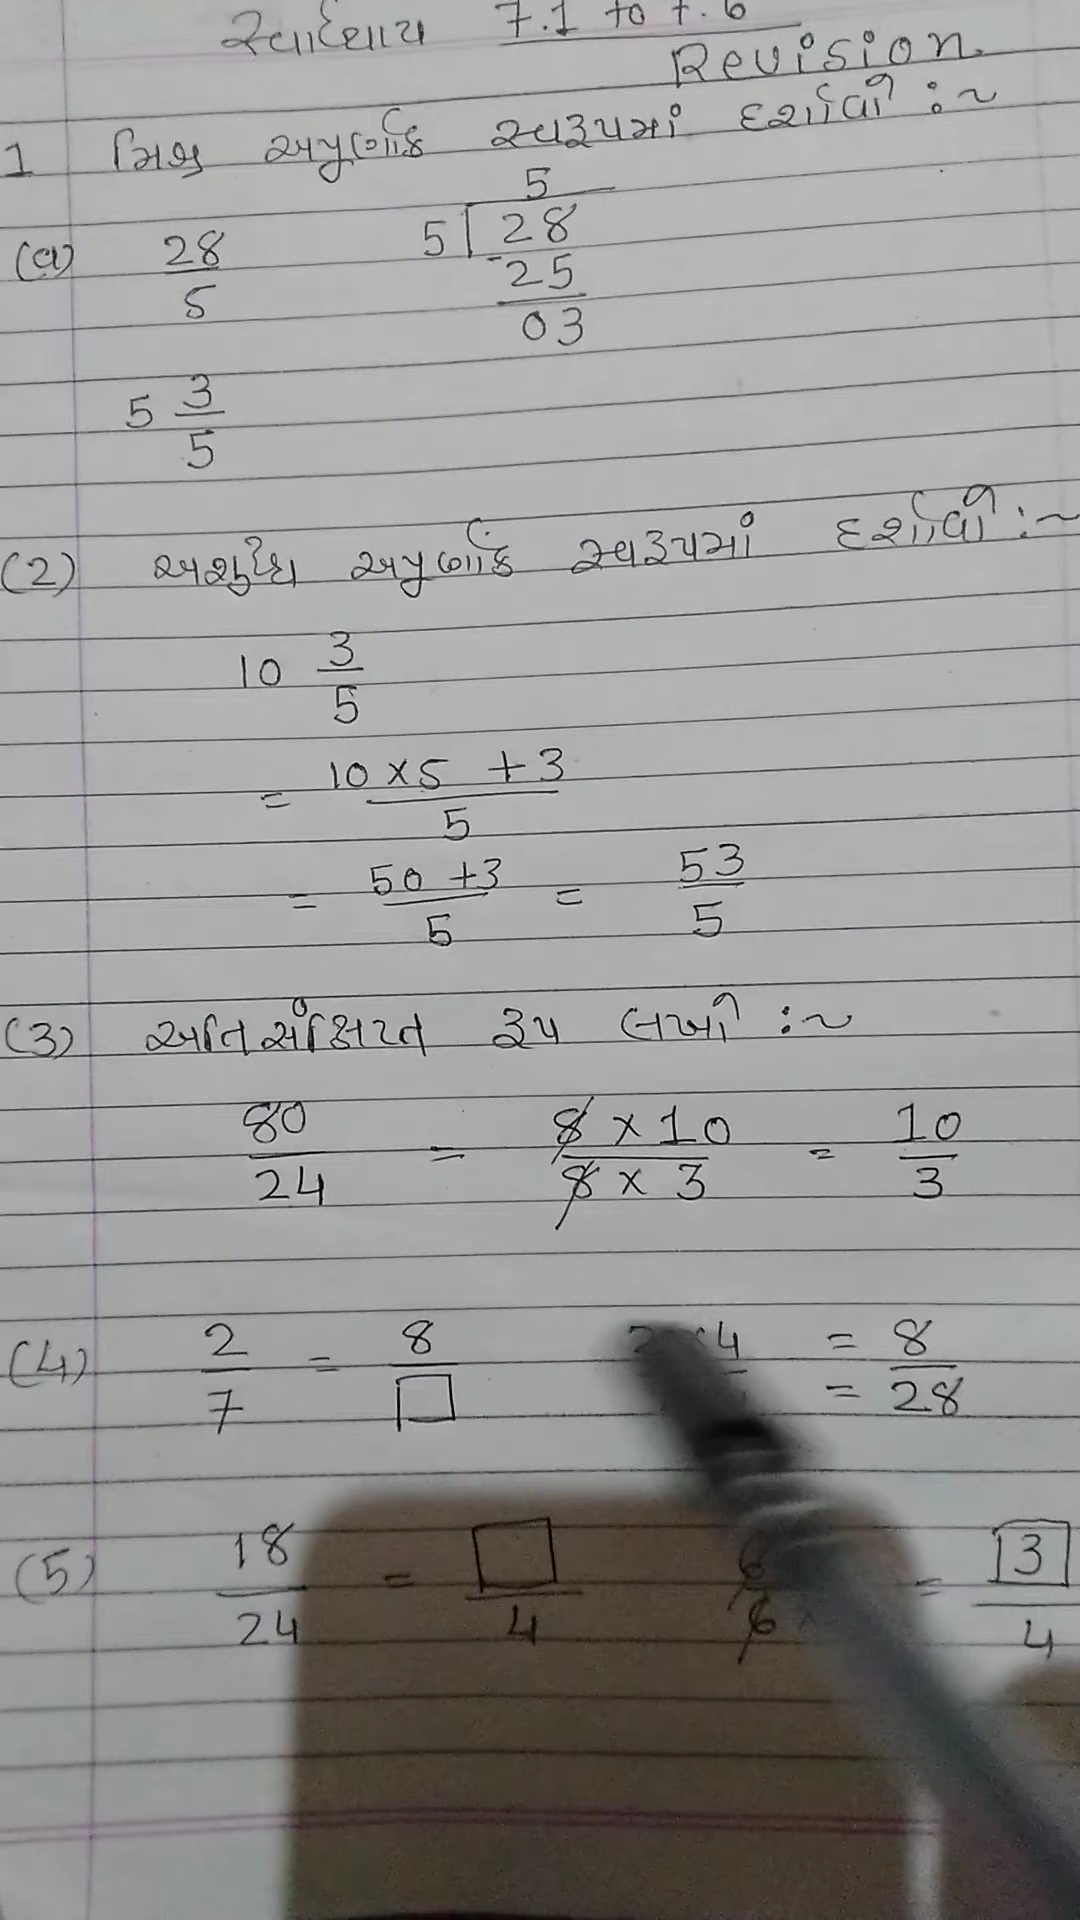 સ્વાધ્યાય 7.1 to 7.6
Revision
1 મિશ્ર અપૂર્ણાંક સ્વરૂપમાં દર્શાવો :~
(a) 28/5
5
5 28
-25
03
5 3/5
(2) અશુદ્ધ અપૂર્ણાંક સ્વરૂપમાં દર્શાવો :~
10 3/5
= 10 × 5 + 3 / 5
= 50 + 3 / 5 = 53/5
(3) અતિસંક્ષિપ્ત રૂપ લખો :~
80/24 = 8 × 10 / 8 × 3 = 10/3
(4) 2/7 = 8/□ 4 = 8 = 28
(5) 18/24 = □/4 6/6 = 3/4